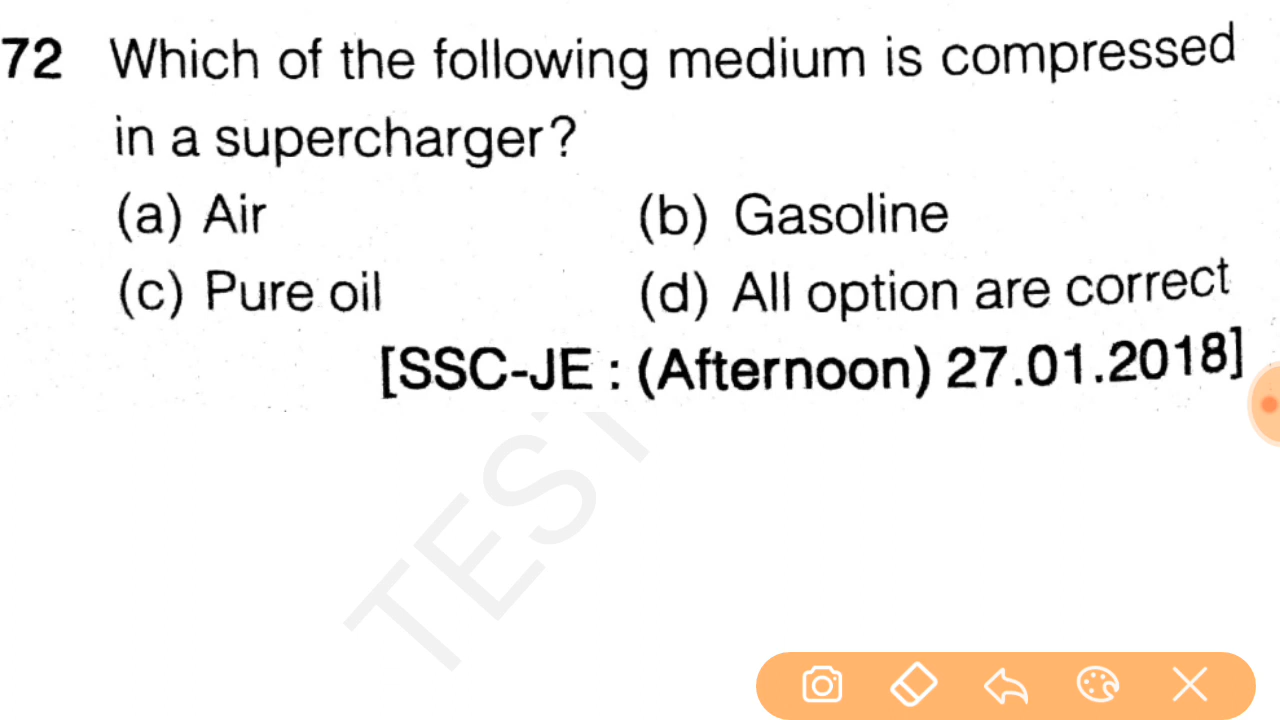 72 Which of the following medium is compressed
in a supercharger?
(a) Air (b) Gasoline
(c) Pure oil (d) All option are correct
[SSC-JE : (Afternoon) 27.01.2018]
TEST